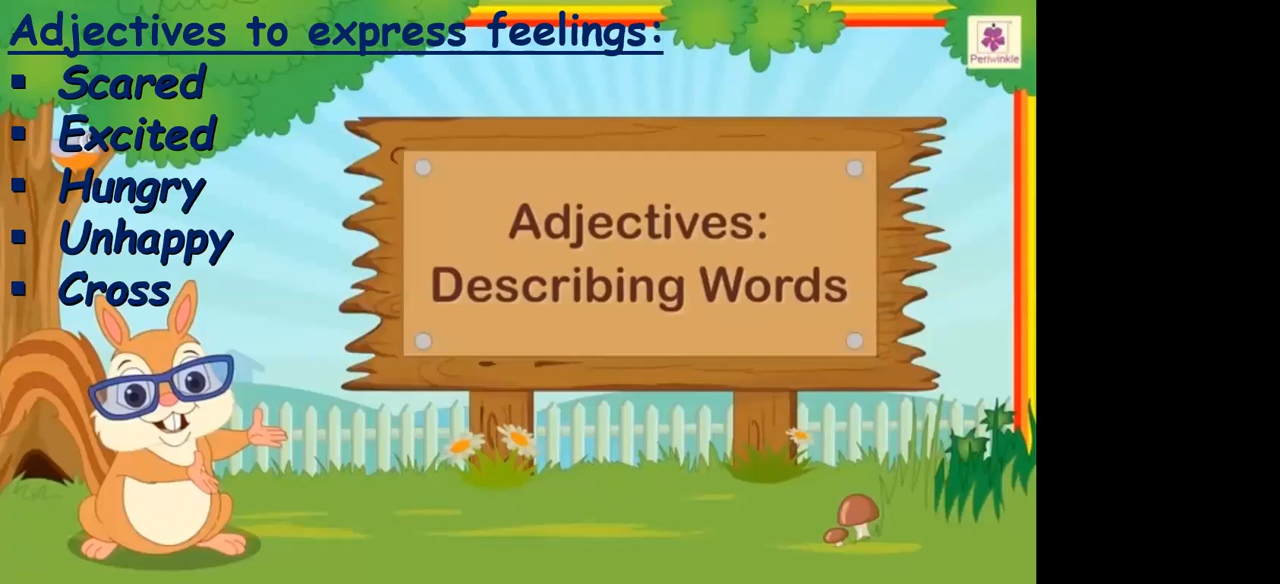 Adjectives to express feelings:
▪ Scared
▪ Excited
▪ Hungry
▪ Unhappy
▪ Cross
Periwinkle
Adjectives:
Describing Words